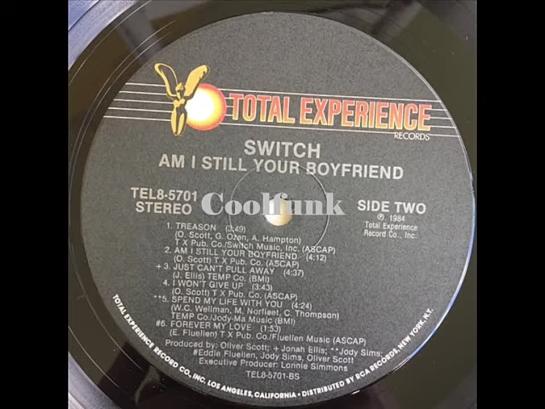 TOTAL EXPERIENCE
RECORDS
SWITCH
AM I STILL YOUR BOYFRIEND
TEL8-5701
STEREO
Coolfunk
SIDE TWO
℗ 1984
Total Experience
Record Co., Inc.
1. TREASON (3:49)
(O. Scott, G. Ozen, A. Hampton)
T X Pub. Co./Switch Music, Inc. (ASCAP)
2. AM I STILL YOUR BOYFRIEND (4:12)
(O. Scott) T X Pub. Co. (ASCAP)
+ 3. JUST CAN'T PULL AWAY (4:37)
(J. Ellis) TEMP Co. (BMI)
4. I WON'T GIVE UP (3:43)
(O. Scott) T X Pub. Co. (ASCAP)
**5. SPEND MY LIFE WITH YOU (4:24)
(W.C. Wellman, M. Norfleet, C. Thompson)
TEMP Co/Jody-Ma Music (BMI)
#6. FOREVER MY LOVE (1:53)
(E. Fluellen) T X Pub. Co/Fluellen Music (ASCAP)
Produced by: Oliver Scott; + Jonah Ellis; **Jody Sims;
#Eddie Fluellen, Jody Sims, Oliver Scott
Executive Producer: Lonnie Simmons
TEL8-5701-BS
TOTAL EXPERIENCE RECORD CO. INC. LOS ANGELES, CALIFORNIA - DISTRIBUTED BY RCA RECORDS, NEW YORK, N.Y.